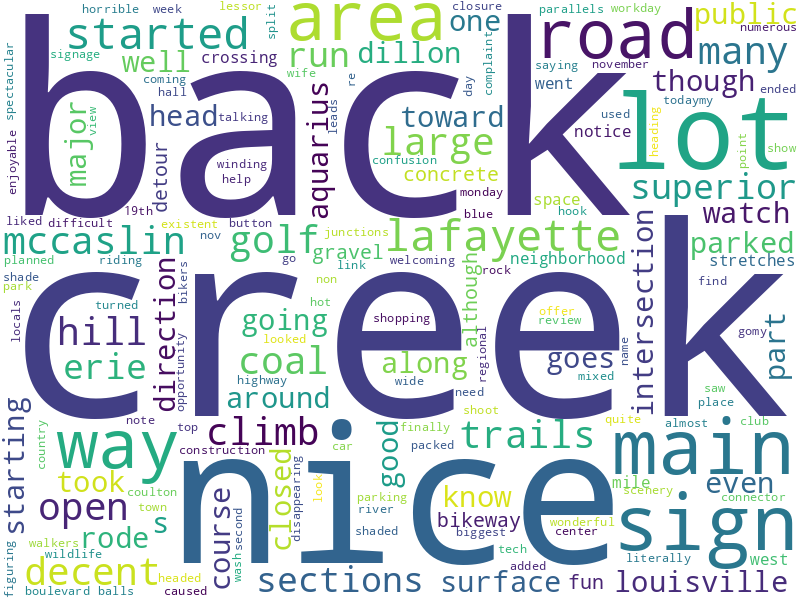 horrible week lessor split parallels workday
started area one road public
closure numerous
spectacular well crossing run dillon complaint saying november many
coming wife re went though
signage hall talking leads day todaymy ended
back
major view head toward lot
detour aquarius large confusion notice used heading point show
enjoyable winding help concrete space superior
monday
liked difficult 19th existent button blue hook watch
mccaslin nov golf junctions lafayette parked
planned riding gravel link welcoming rock neighborhood stretches
shade go non although intersection find
park direction bikers hot
creek
locals turned shopping offer review gomy
hill going looked regional name part
erie opportunity coal along wide goes mixed saw
highway need place
around
note top climb finally shoot quite almost club
country construction car good trails main
starting way packed
took closed disappearing know mile even
coulton look parking biggest wonderful scenery connector
open town river bikeway center
s
nice
rode course second shaded tech sign
walkers wildlife wash added literally west
figuring decent headed sections surface fun louisville
boulevard balls caused